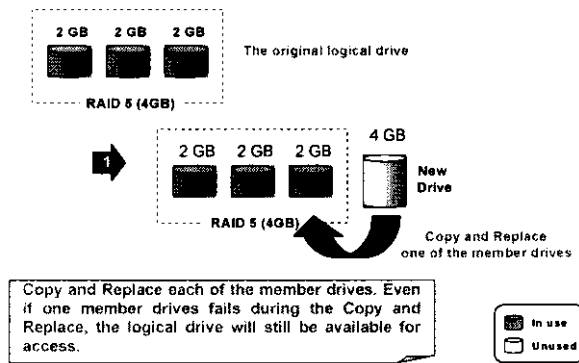 2 GB 2 GB 2 GB
The original logical drive
RAID 5 (4GB)
1
4 GB
2 GB 2 GB 2 GB
New
Drive
RAID 5 (4GB)
Copy and Replace
one of the member drives
Copy and Replace each of the member drives. Even
if one member drives fails during the Copy and
Replace, the logical drive will still be available for
access.
In use
Unused